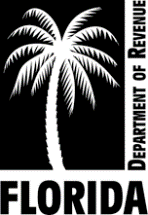 DEPARTMENT OF REVENUE
FLORIDA